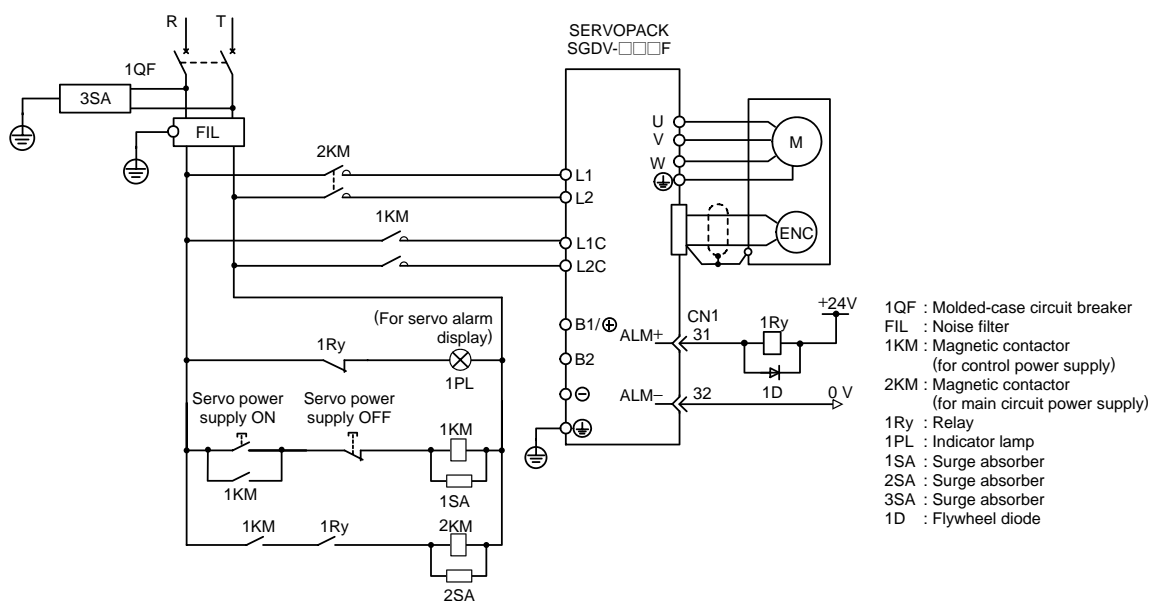 R
T
SERVOPACK
SGDV-□□□F
1QF
3SA
FIL
2KM
U
V
W
M
L1
L2
1KM
ENC
L1C
L2C
(For servo alarm
display)
B1/⊕
ALM+
CN1
31
1Ry
+24V
1Ry
1PL
B2
1D
Servo power
supply ON
Servo power
supply OFF
⊖
ALM−
32
0 V
1KM
1KM
1SA
1KM
1Ry
2KM
2SA
1QF : Molded-case circuit breaker
FIL : Noise filter
1KM : Magnetic contactor
(for control power supply)
2KM : Magnetic contactor
(for main circuit power supply)
1Ry : Relay
1PL : Indicator lamp
1SA : Surge absorber
2SA : Surge absorber
3SA : Surge absorber
1D : Flywheel diode